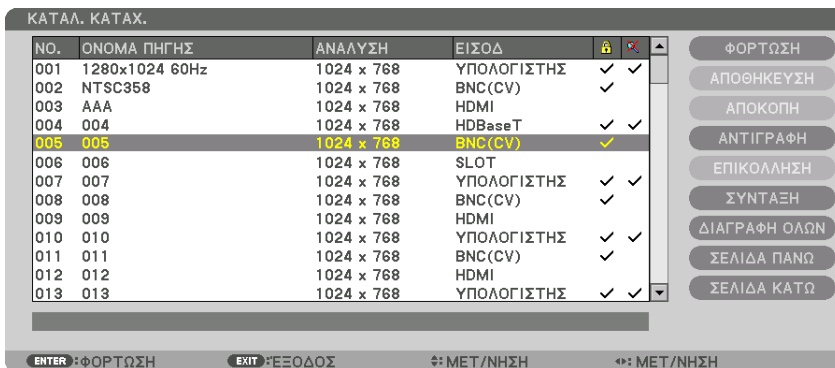 ΚΑΤΑΛ. ΚΑΤΑΧ.
NO. ΟΝΟΜΑ ΠΗΓΗΣ ΑΝΑΛΥΣΗ ΕΙΣΟΔ
001 1280x1024 60Hz 1024 x 768 ΥΠΟΛΟΓΙΣΤΗΣ ✓ ✓
002 NTSC358 1024 x 768 BNC(CV) ✓
003 AAA 1024 x 768 HDMI
004 004 1024 x 768 HDBaseT ✓ ✓
005 005 1024 x 768 BNC(CV) ✓
006 006 1024 x 768 SLOT
007 007 1024 x 768 ΥΠΟΛΟΓΙΣΤΗΣ ✓ ✓
008 008 1024 x 768 BNC(CV) ✓
009 009 1024 x 768 HDMI
010 010 1024 x 768 ΥΠΟΛΟΓΙΣΤΗΣ ✓ ✓
011 011 1024 x 768 BNC(CV) ✓
012 012 1024 x 768 HDMI
013 013 1024 x 768 ΥΠΟΛΟΓΙΣΤΗΣ ✓ ✓
ΦΟΡΤΩΣΗ
ΑΠΟΘΗΚΕΥΣΗ
ΑΠΟΚΟΠΗ
ΑΝΤΙΓΡΑΦΗ
ΕΠΙΚΟΛΛΗΣΗ
ΣΥΝΤΑΞΗ
ΔΙΑΓΡΑΦΗ ΟΛΩΝ
ΣΕΛΙΔΑ ΠΑΝΩ
ΣΕΛΙΔΑ ΚΑΤΩ
ENTER :ΦΟΡΤΩΣΗ EXIT :ΈΞΟΔΟΣ :ΜΕΤ/ΝΗΣΗ :ΜΕΤ/ΝΗΣΗ